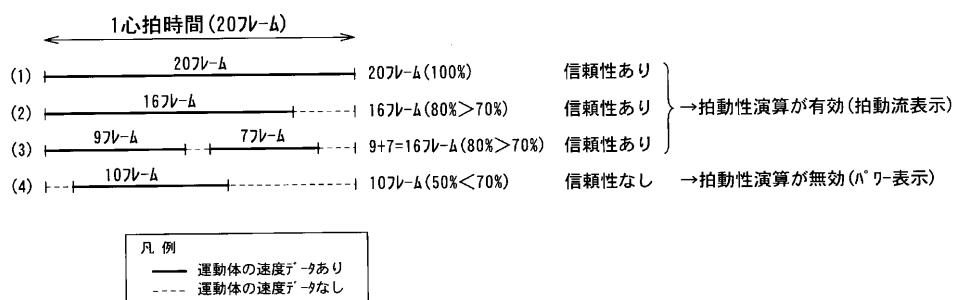 1心拍時間(20フレーム)
(1) 20フレーム 20フレーム(100%) 信頼性あり
(2) 16フレーム 16フレーム(80%>70%) 信頼性あり →拍動性演算が有効(拍動流表示)
(3) 9フレーム 7フレーム 9+7=16フレーム(80%>70%) 信頼性あり
(4) 10フレーム 10フレーム(50%<70%) 信頼性なし →拍動性演算が無効(パワー表示)
凡 例
運動体の速度データあり
運動体の速度データなし